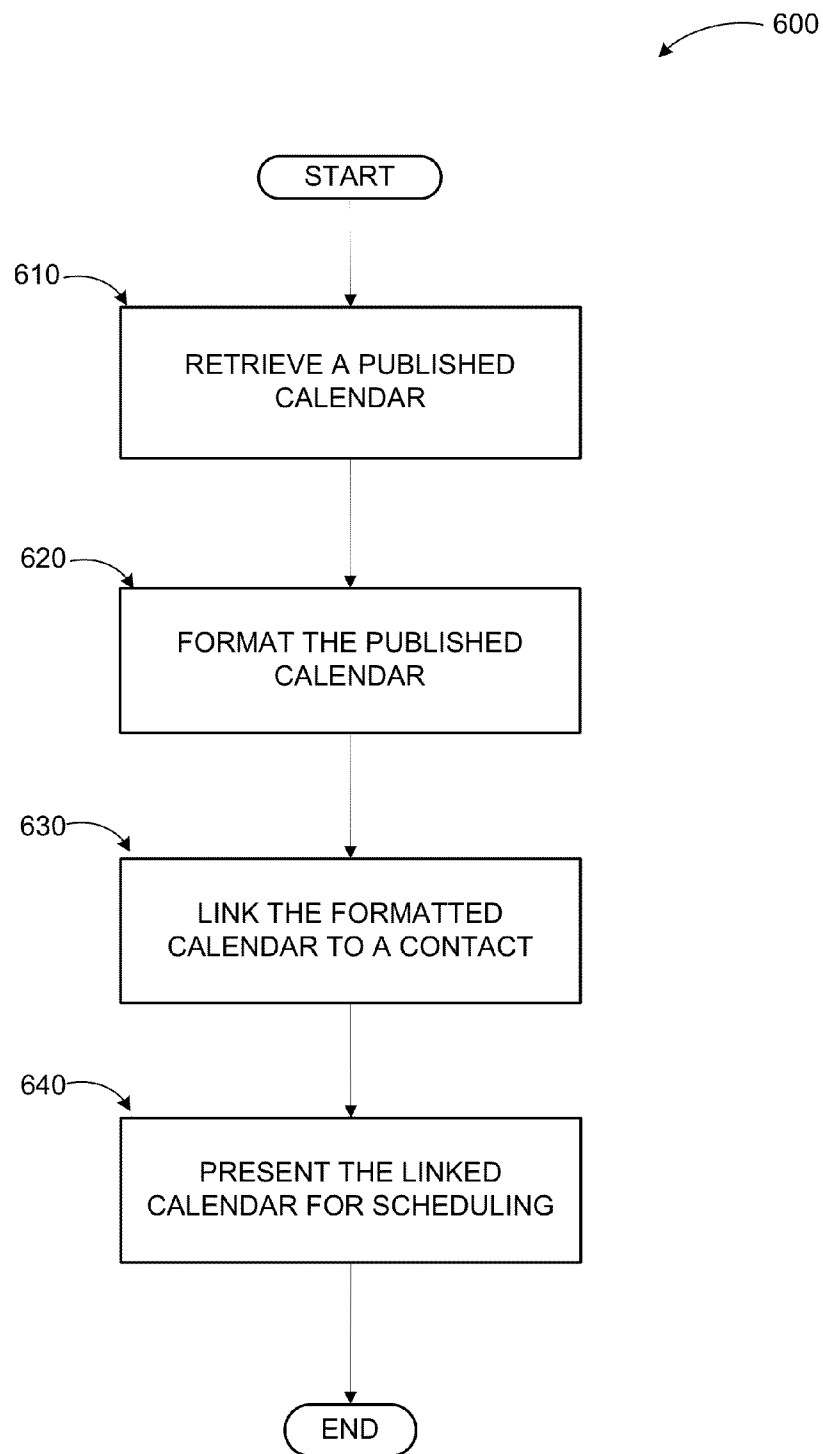 600
START
610
RETRIEVE A PUBLISHED
CALENDAR
620
FORMAT THE PUBLISHED
CALENDAR
630
LINK THE FORMATTED
CALENDAR TO A CONTACT
640
PRESENT THE LINKED
CALENDAR FOR SCHEDULING
END